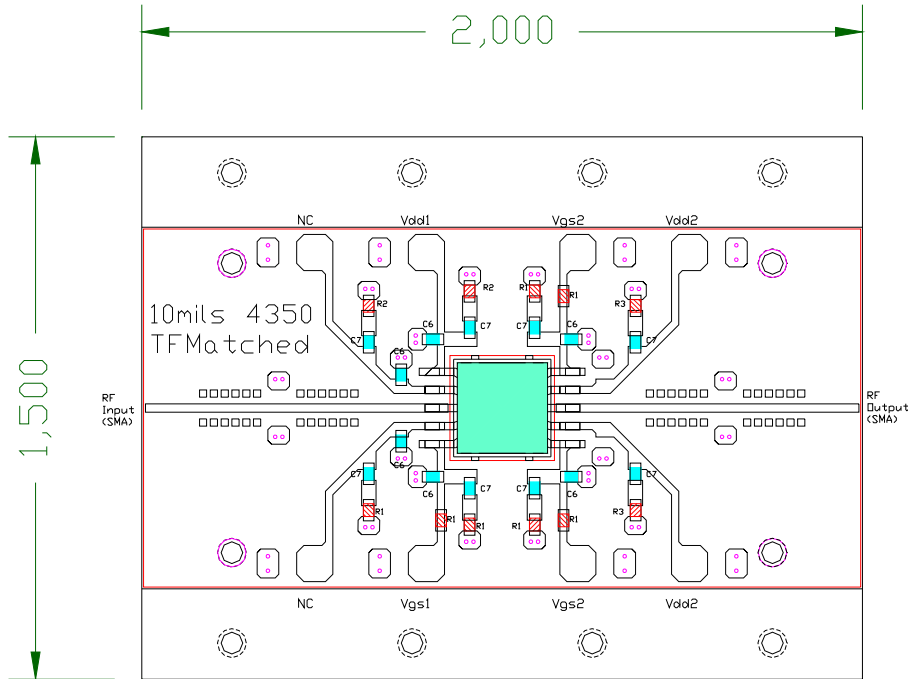 2,000
1,500
NC Vdd1 Vgs2 Vdd2
10mils 4350
TFMatched
R2 R2 R1 R1 R3
C7 C6 C6 C7 C7 C6 C7
RF
Input
(SMA)
RF
Output
(SMA)
C7 C6 C6 C7 C7 C6 C7
R1 R1 R1 R1 R1 R3
NC Vgs1 Vgs2 Vdd2